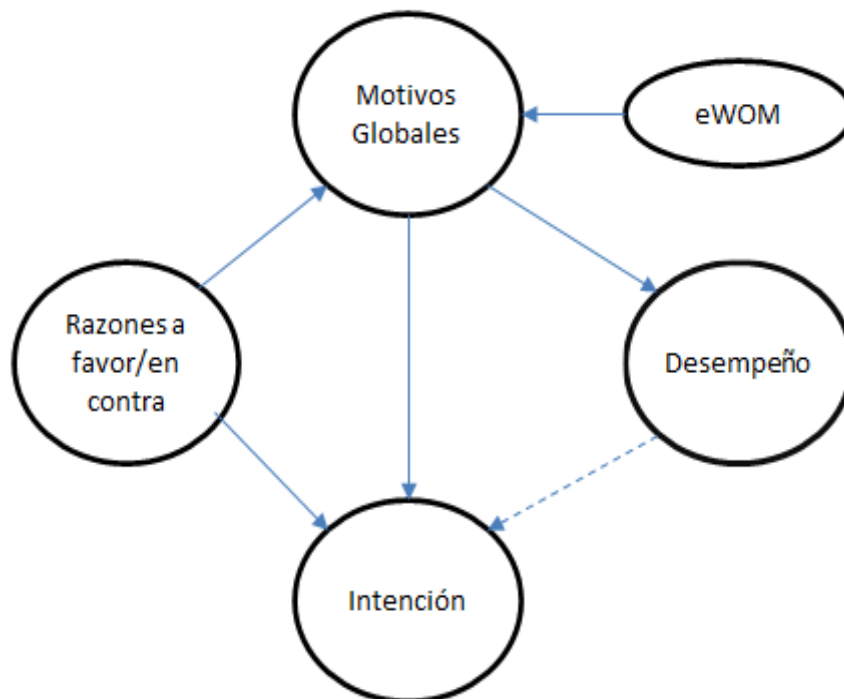 Motivos
Globales
eWOM
Razones a
favor/en
contra
Desempeño
Intención